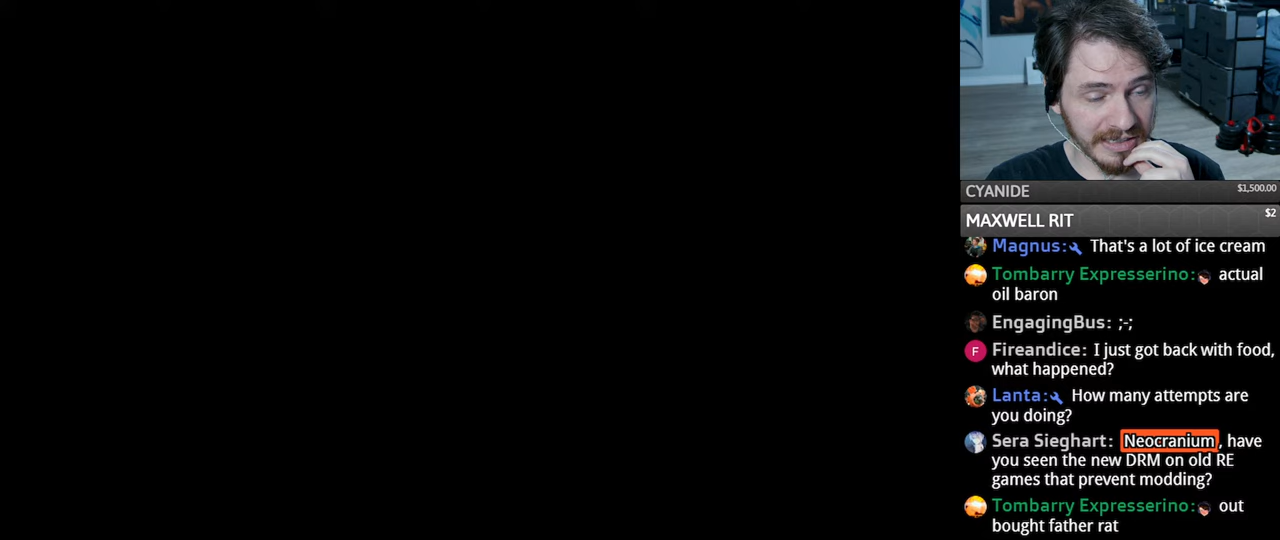 CYANIDE $1,500.00
MAXWELL RIT $2
Magnus: That's a lot of ice cream
Tombarry Expresserino: actual
oil baron
EngagingBus: ;-;
F Fireandice: I just got back with food,
what happened?
Lanta: How many attempts are
you doing?
Sera Sieghart: Neocranium, have
you seen the new DRM on old RE
games that prevent modding?
Tombarry Expresserino: out
bought father rat